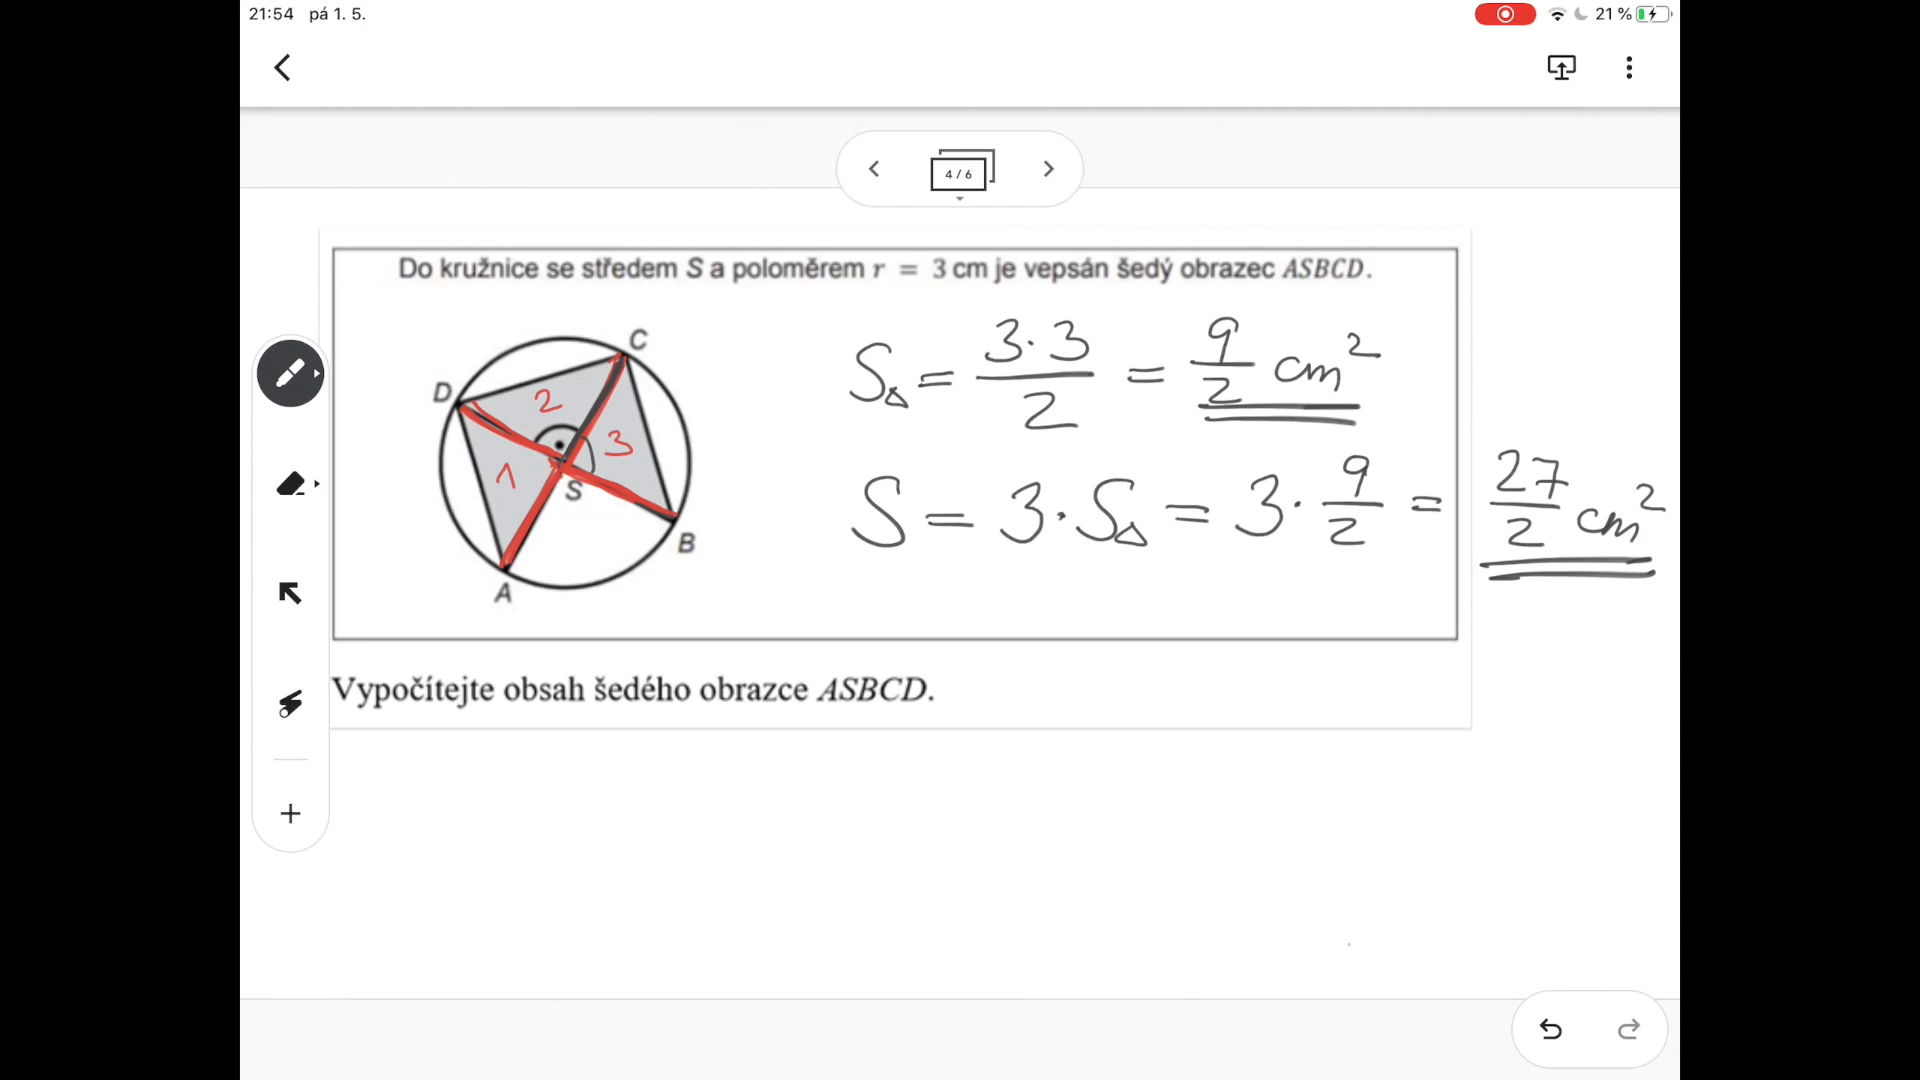 21:54 pá 1. 5.
21 %
4 / 6
Do kružnice se středem S a poloměrem r = 3 cm je vepsán šedý obrazec ASBCD.
C
D
2
3
1
S
B
A
S△ = 3·3/2 = 9/2 cm²
S = 3·S△ = 3·9/2 = 27/2 cm²
Vypočítejte obsah šedého obrazce ASBCD.